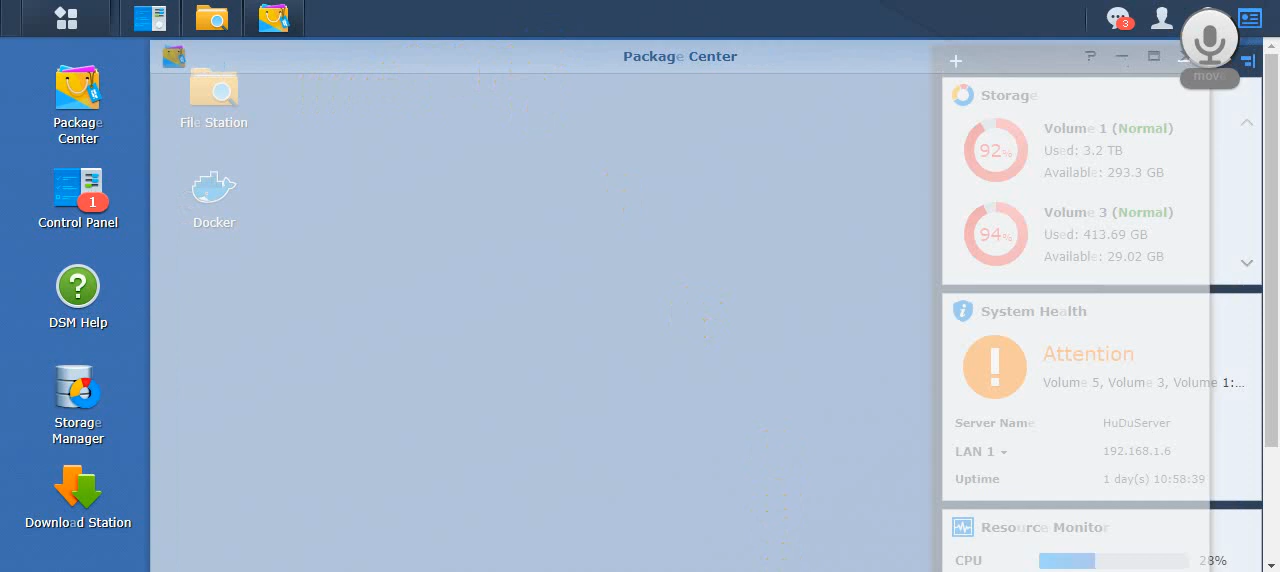 3
move
Package Center
Package
Center
1
Control Panel
DSM Help
Storage
Manager
Download Station
File Station
Docker
Storage
92%
Volume 1 (Normal)
Used: 3.2 TB
Available: 293.3 GB
94%
Volume 3 (Normal)
Used: 413.69 GB
Available: 29.02 GB
System Health
Attention
Volume 5, Volume 3, Volume 1:...
Server Name HuDuServer
LAN 1 192.168.1.6
Uptime 1 day(s) 10:58:39
Resource Monitor
CPU 28%